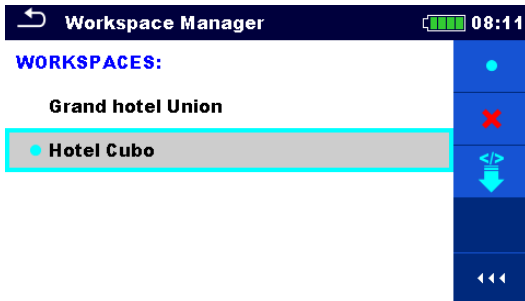 Workspace Manager 08:11
WORKSPACES:
Grand hotel Union
Hotel Cubo
</>